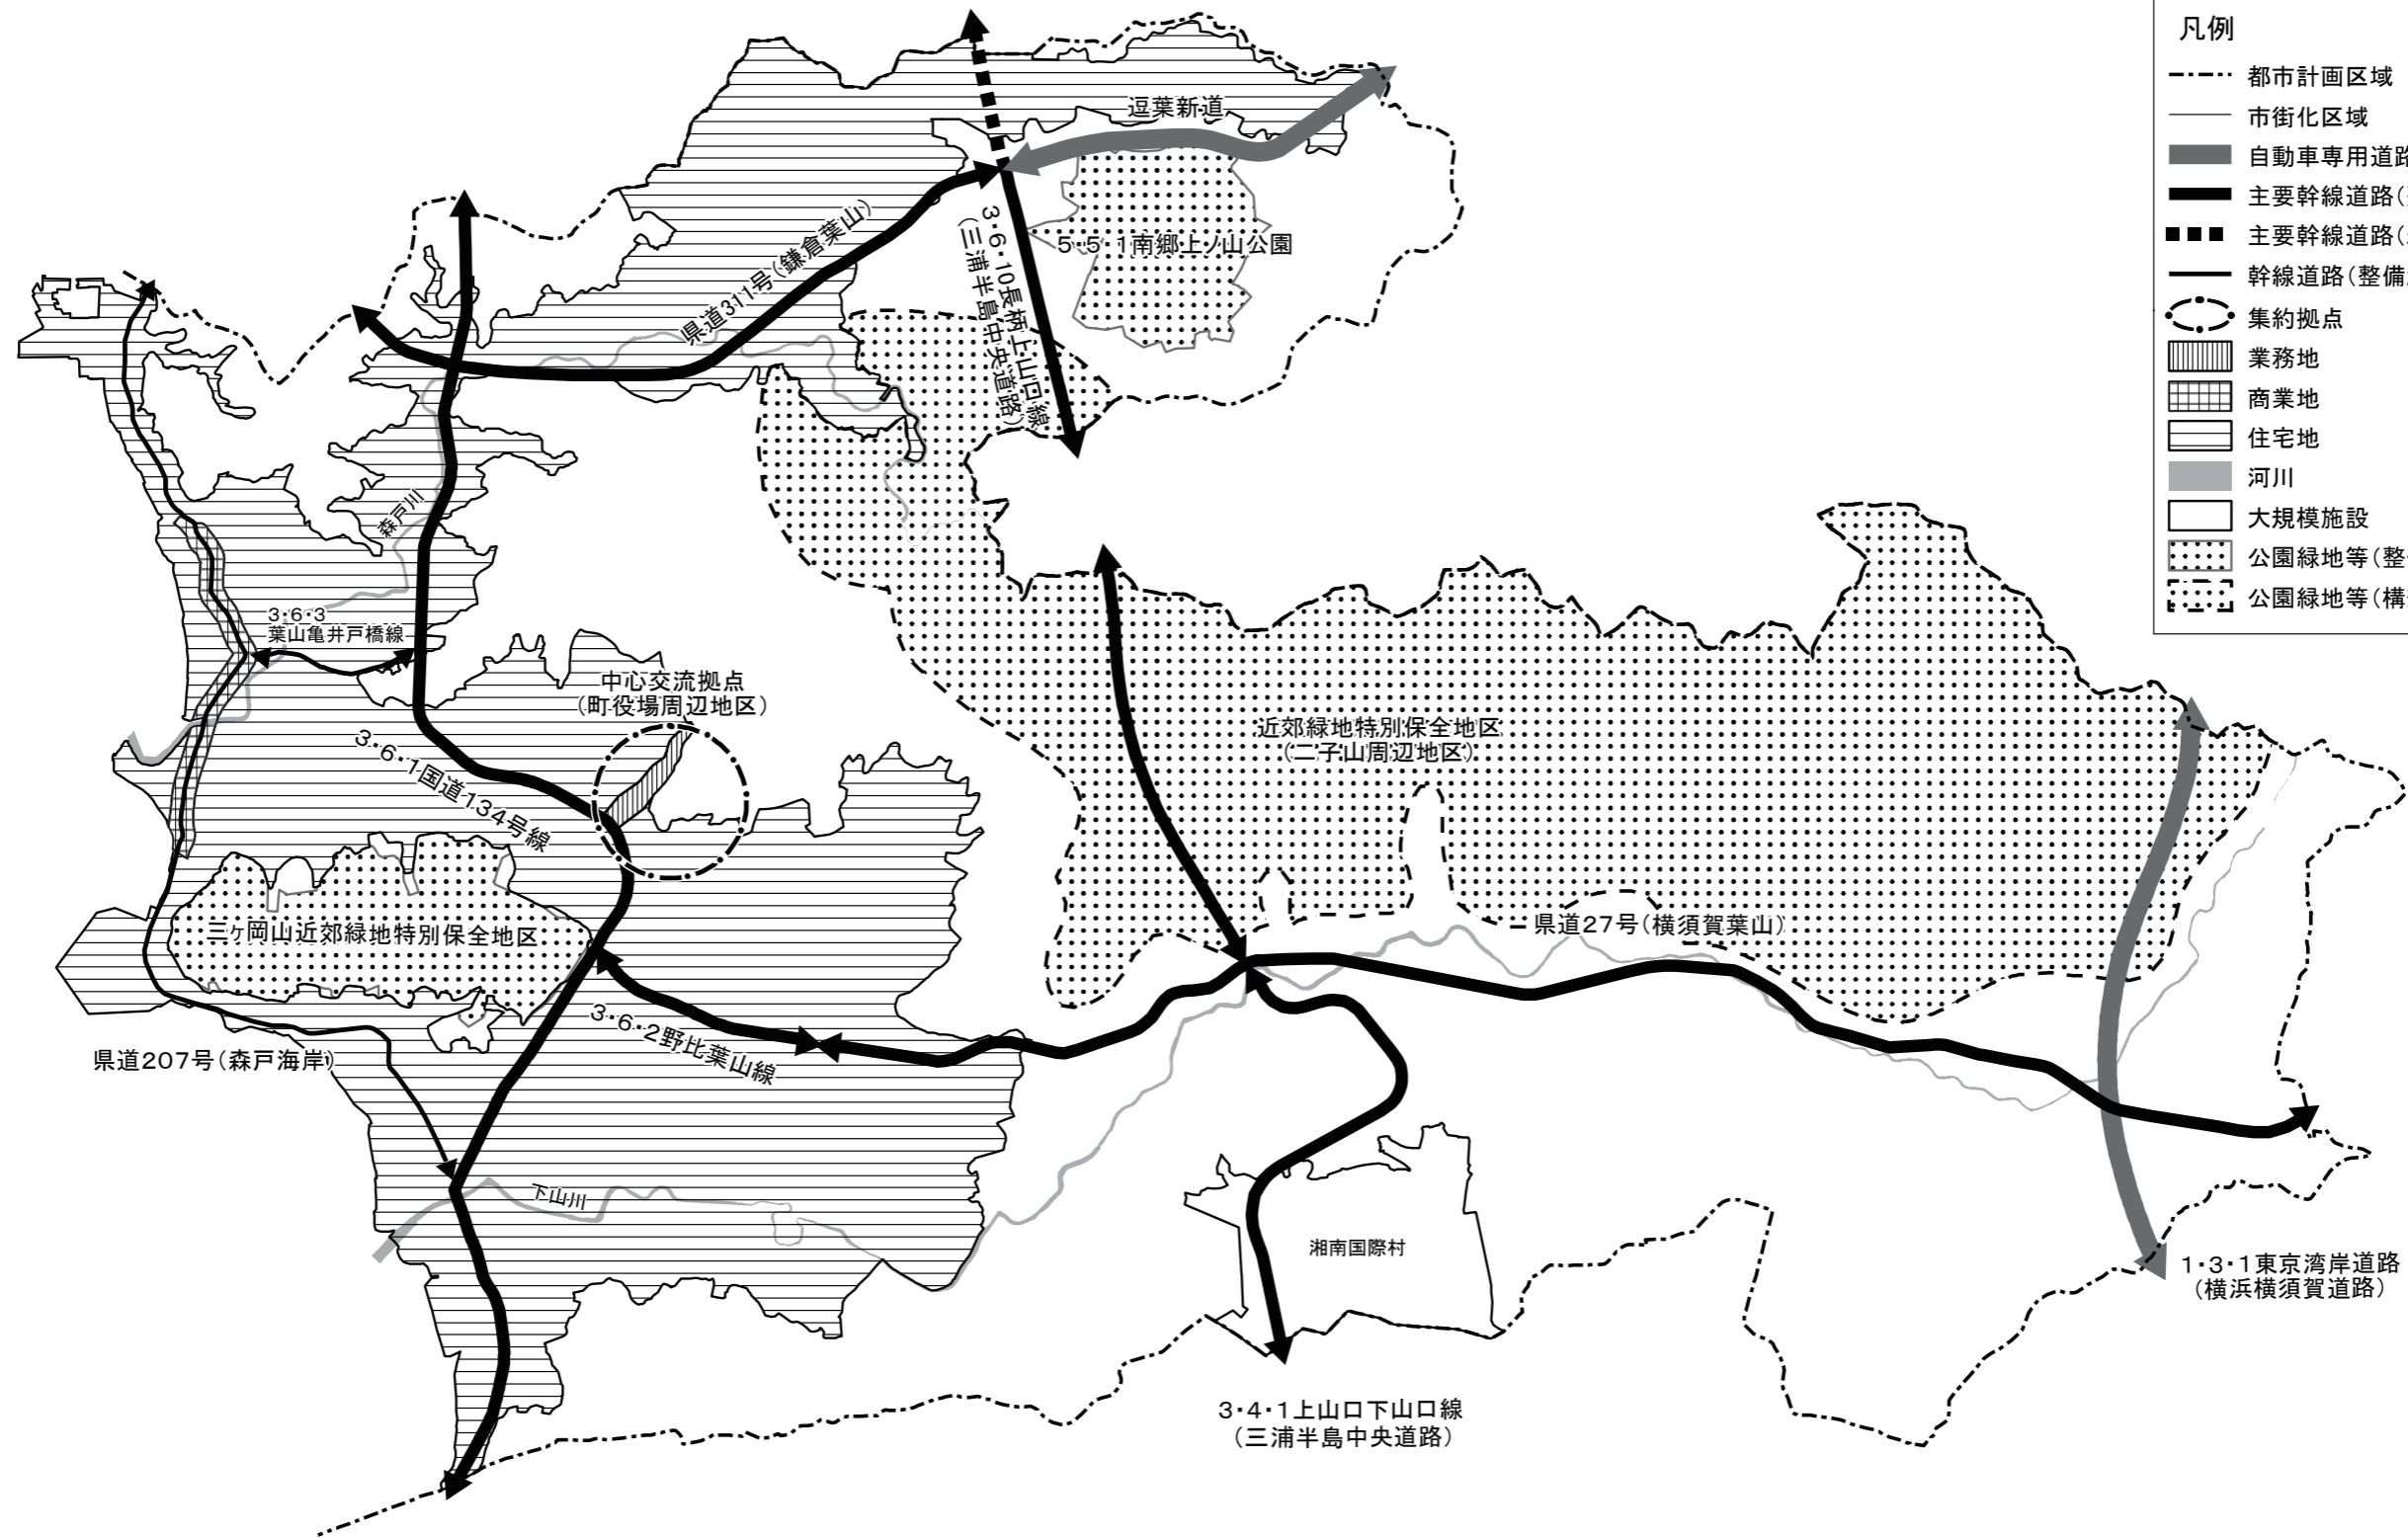 凡例
都市計画区域
市街化区域
自動車専用道路
主要幹線道路(
主要幹線道路(
幹線道路(整備
集約拠点
業務地
商業地
住宅地
河川
大規模施設
公園緑地等(整
公園緑地等(構
逗葉新道
県道311号(鎌倉葉山)
3・6・10長柄上山口線
(三浦半島中央道路)
5・5・1南郷上ノ山公園
森戸川
3・6・3
葉山亀井戸橋線
中心交流拠点
(町役場周辺地区)
3・6・1国道134号線
近郊緑地特別保全地区
(二子山周辺地区)
三ヶ岡山近郊緑地特別保全地区
県道27号(横須賀葉山)
3・6・2野比葉山線
県道207号(森戸海岸)
下山川
湘南国際村
1・3・1東京湾岸道路
(横浜横須賀道路)
3・4・1上山口下山口線
(三浦半島中央道路)